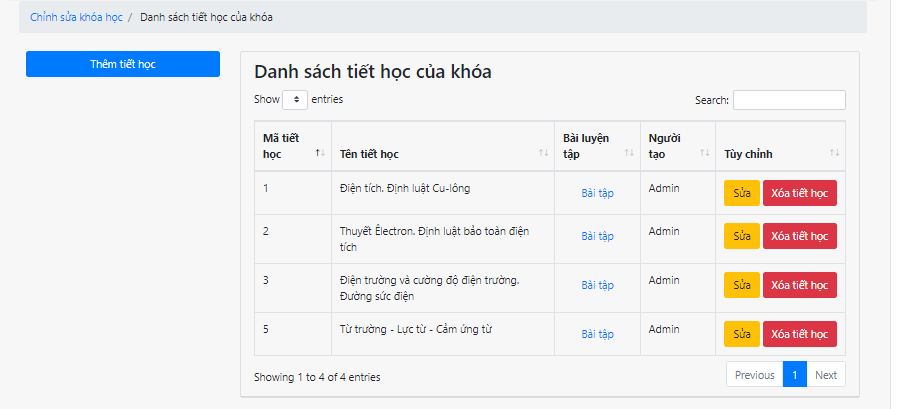 Chỉnh sửa khóa học / Danh sách tiết học của khóa
Thêm tiết học
Danh sách tiết học của khóa
Show entries Search:
Mã tiết học Tên tiết học Bài luyện tập Người tạo Tùy chỉnh
1 Điện tích. Định luật Cu-lông Bài tập Admin Sửa Xóa tiết học
2 Thuyết Êlectron. Định luật bảo toàn điện tích Bài tập Admin Sửa Xóa tiết học
3 Điện trường và cường độ điện trường. Đường sức điện Bài tập Admin Sửa Xóa tiết học
5 Từ trường - Lực từ - Cảm ứng từ Bài tập Admin Sửa Xóa tiết học
Showing 1 to 4 of 4 entries Previous 1 Next